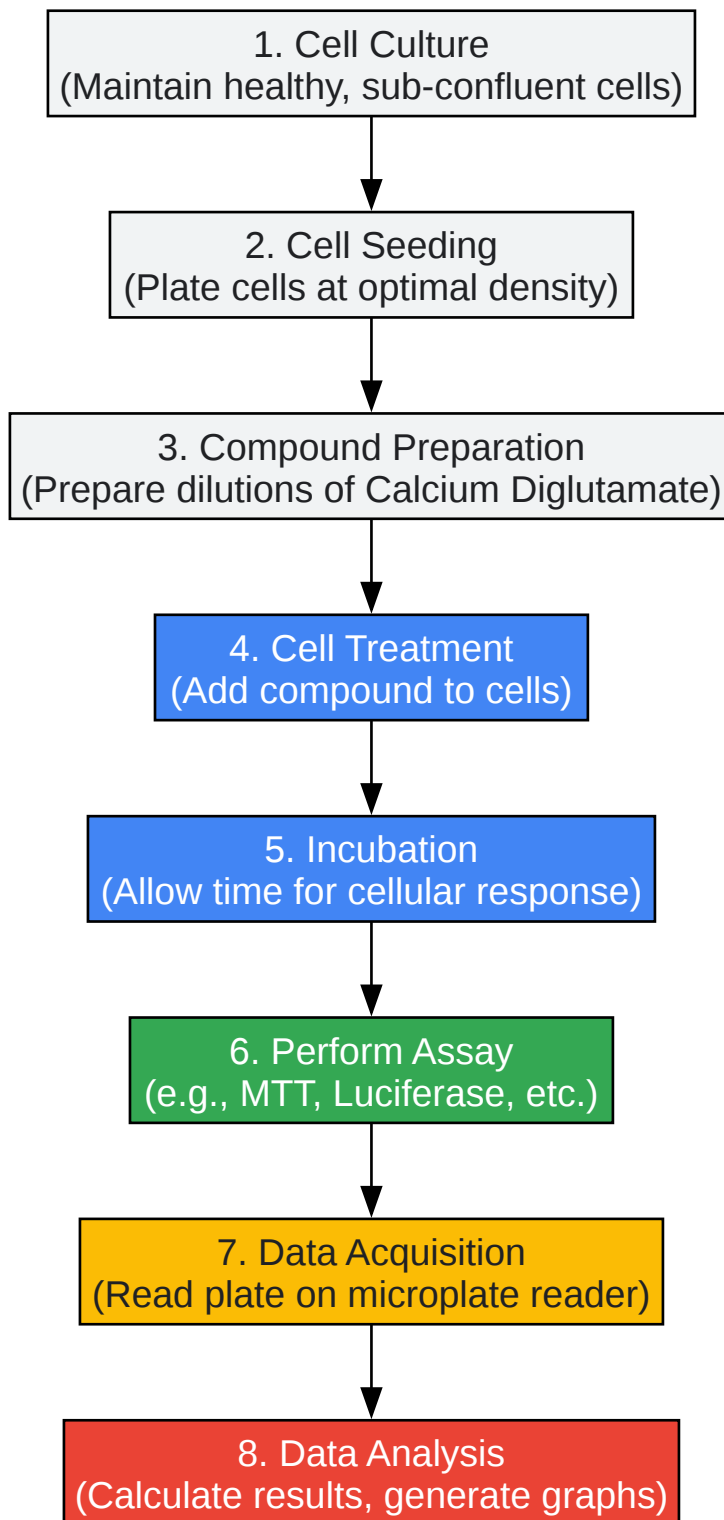 1. Cell Culture
(Maintain healthy, sub-confluent cells)
2. Cell Seeding
(Plate cells at optimal density)
3. Compound Preparation
(Prepare dilutions of Calcium Diglutamate)
4. Cell Treatment
(Add compound to cells)
5. Incubation
(Allow time for cellular response)
6. Perform Assay
(e.g., MTT, Luciferase, etc.)
7. Data Acquisition
(Read plate on microplate reader)
8. Data Analysis
(Calculate results, generate graphs)